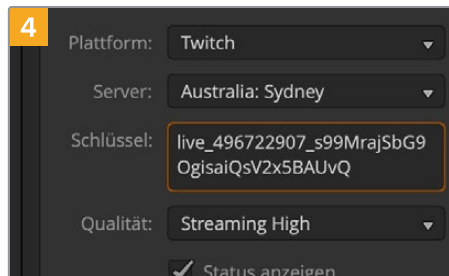 4
Plattform: Twitch
Server: Australia: Sydney
Schlüssel: live_496722907_s99MrajSbG9
OgisaiQsV2x5BAUvQ
Qualität: Streaming High
Status anzeigen